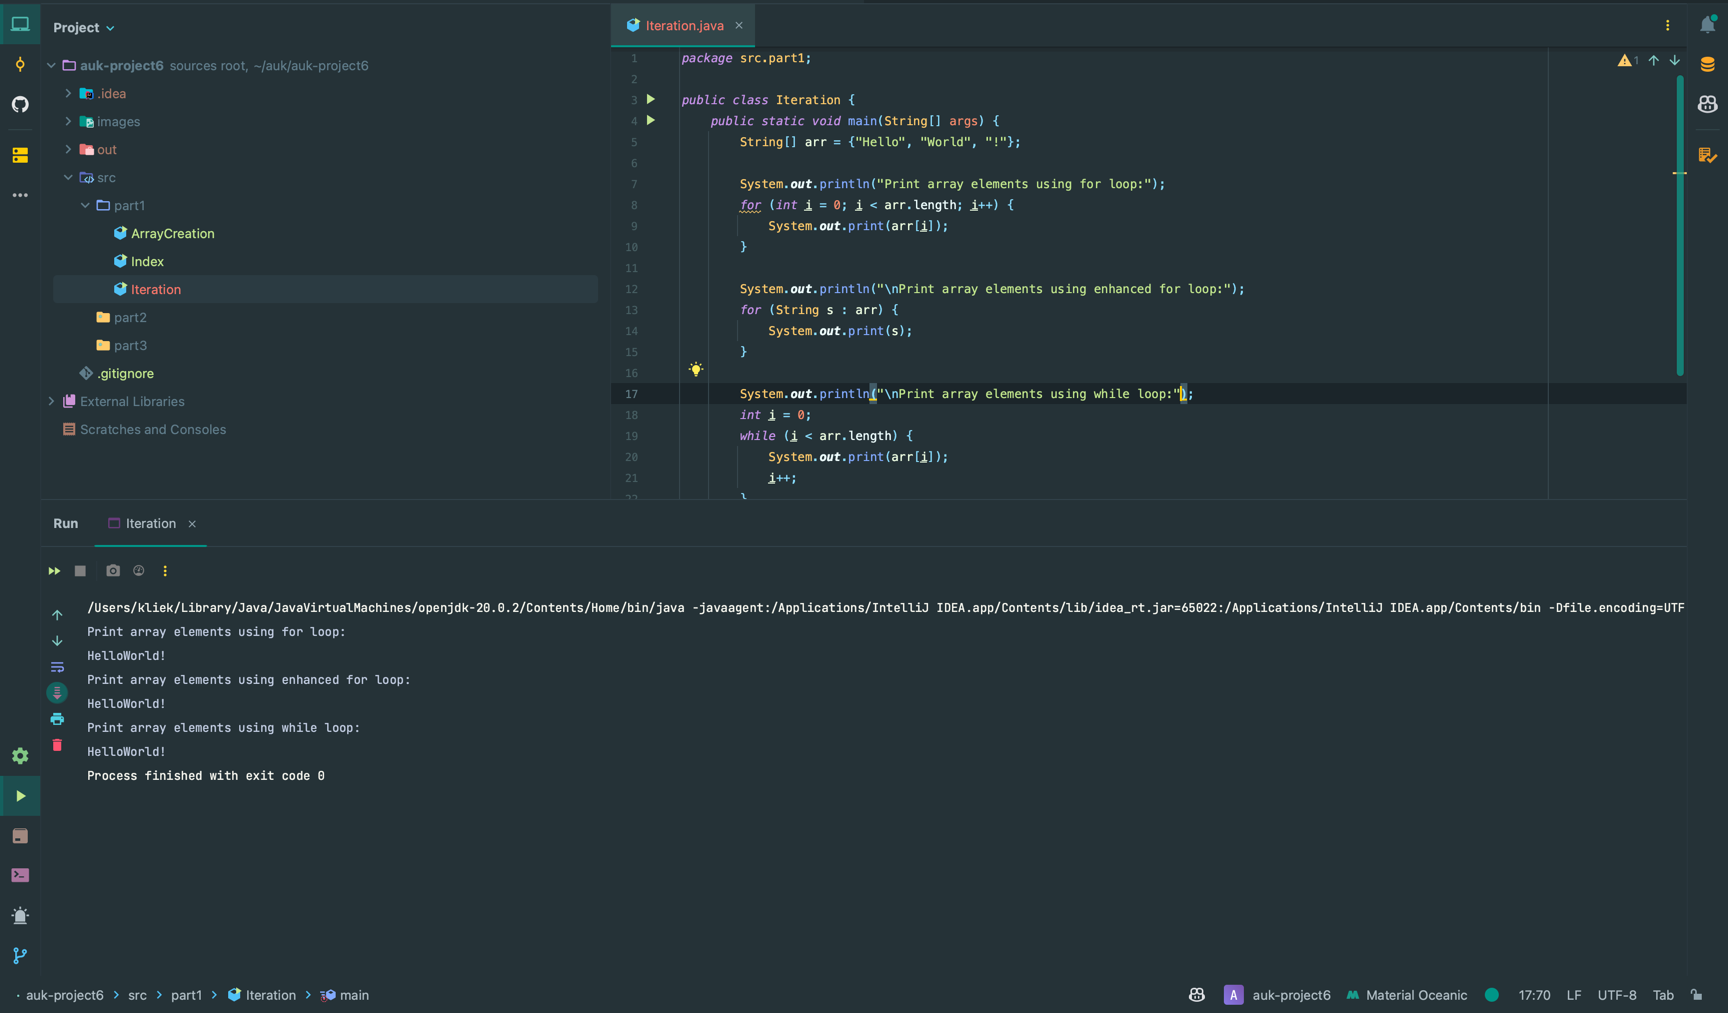 Project
auk-project6 sources root, ~/auk/auk-project6
.idea
images
out
src
part1
ArrayCreation
Index
Iteration
part2
part3
.gitignore
External Libraries
Scratches and Consoles
Iteration.java
1
1 package src.part1;
2
3 public class Iteration {
4 public static void main(String[] args) {
5 String[] arr = {"Hello", "World", "!"};
6
7 System.out.println("Print array elements using for loop:");
8 for (int i = 0; i < arr.length; i++) {
9 System.out.print(arr[i]);
10 }
11
12 System.out.println("\nPrint array elements using enhanced for loop:");
13 for (String s : arr) {
14 System.out.print(s);
15 }
16
17 System.out.println("\nPrint array elements using while loop:");
18 int i = 0;
19 while (i < arr.length) {
20 System.out.print(arr[i]);
21 i++;
22 }
Run
Iteration
/Users/kliek/Library/Java/JavaVirtualMachines/openjdk-20.0.2/Contents/Home/bin/java -javaagent:/Applications/IntelliJ IDEA.app/Contents/lib/idea_rt.jar=65022:/Applications/IntelliJ IDEA.app/Contents/bin -Dfile.encoding=UTF
Print array elements using for loop:
HelloWorld!
Print array elements using enhanced for loop:
HelloWorld!
Print array elements using while loop:
HelloWorld!
Process finished with exit code 0
auk-project6 > src > part1 > Iteration > main
A auk-project6 Material Oceanic 17:70 LF UTF-8 Tab